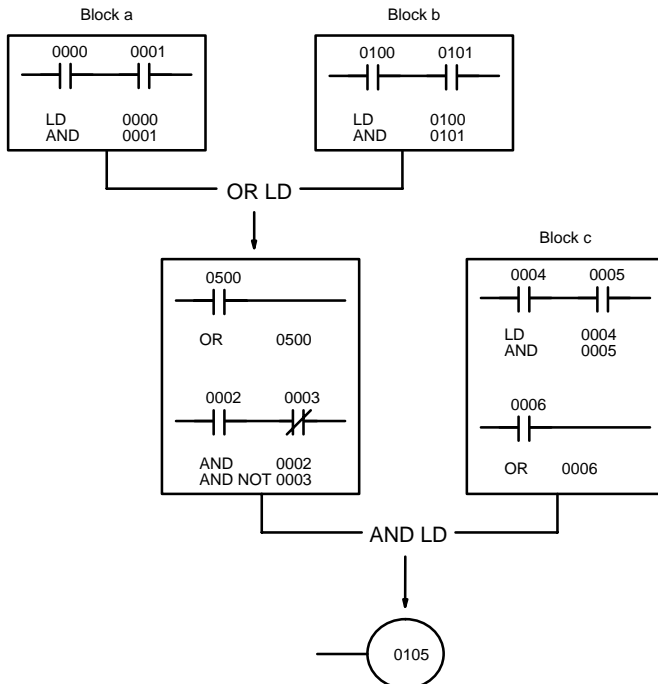 Block a
Block b
0000 0001
LD 0000
AND 0001
0100 0101
LD 0100
AND 0101
OR LD
Block c
0500
OR 0500
0002 0003
AND 0002
AND NOT 0003
0004 0005
LD 0004
AND 0005
0006
OR 0006
AND LD
0105